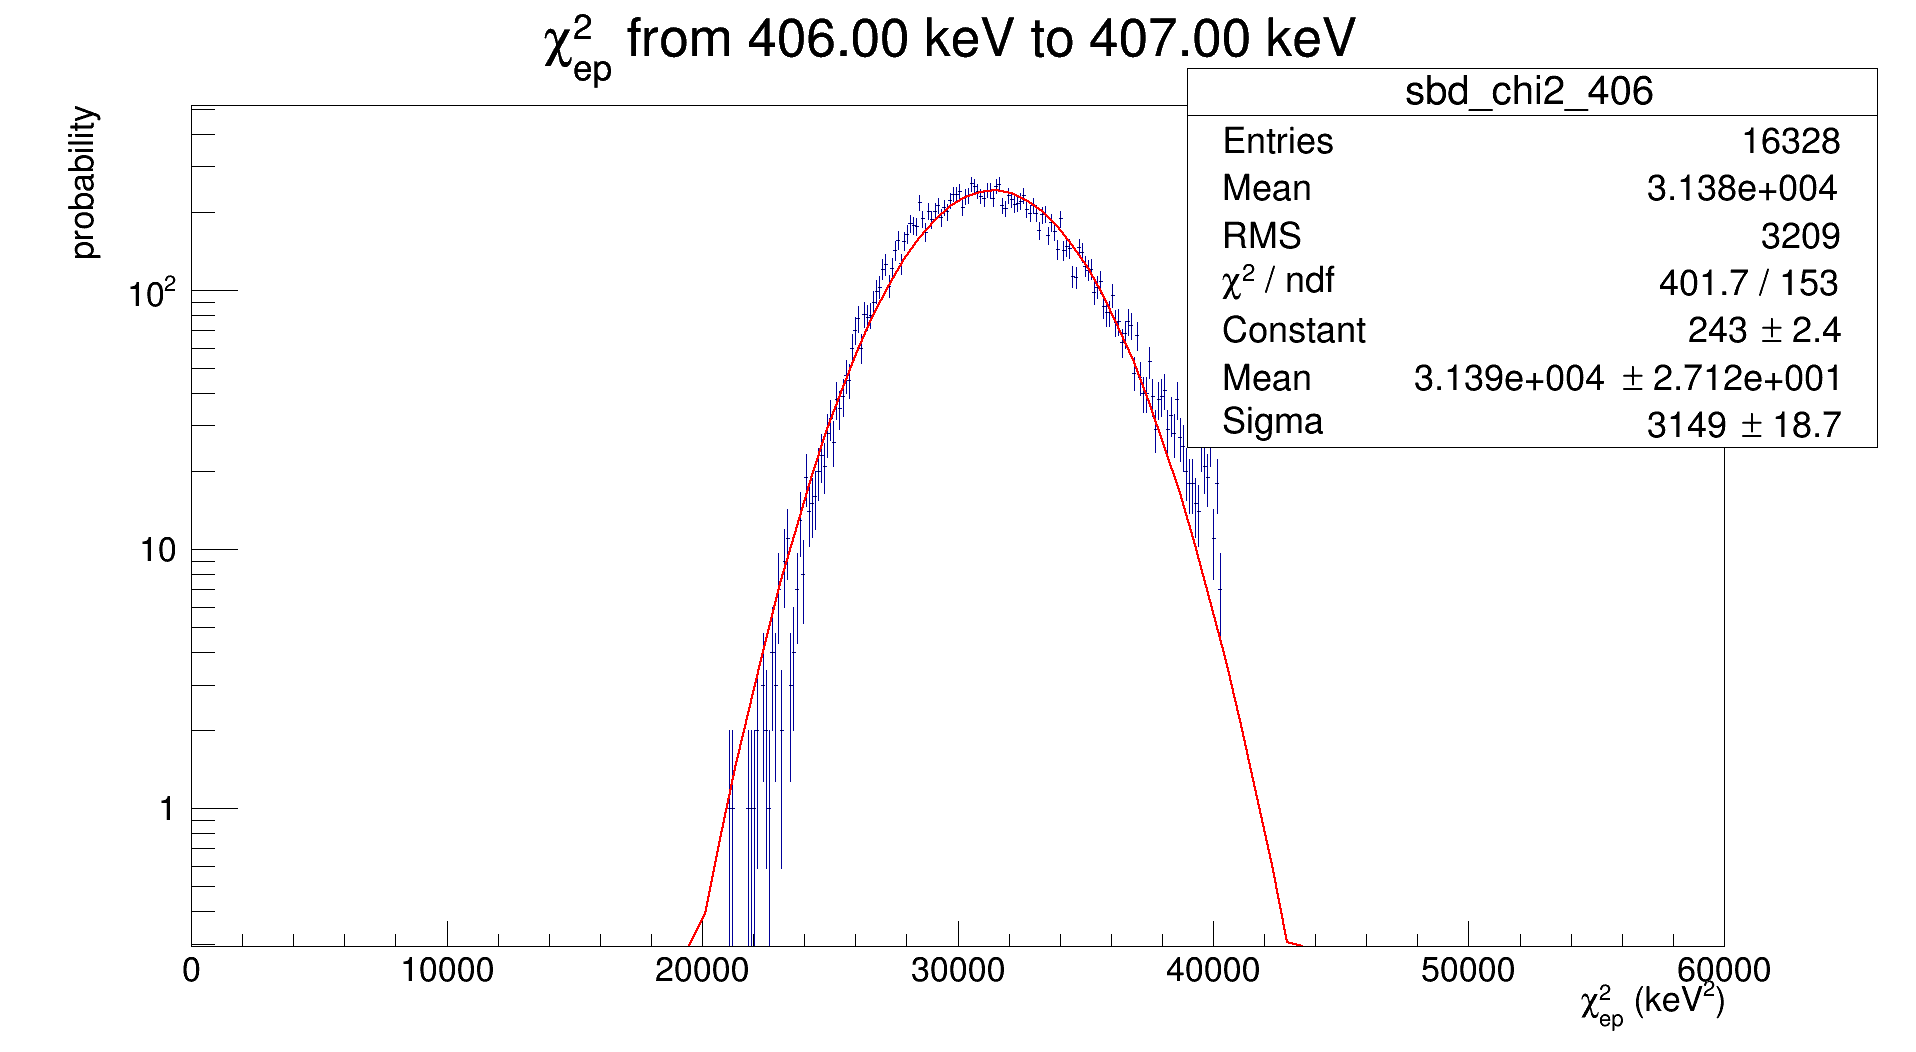 χ²ep from 406.00 keV to 407.00 keV
sbd_chi2_406
Entries 16328
Mean 3.138e+004
RMS 3209
χ² / ndf 401.7 / 153
Constant 243 ± 2.4
Mean 3.139e+004 ± 2.712e+001
Sigma 3149 ± 18.7
probability
10²
10
1
0 10000 20000 30000 40000 50000 60000
χ²ep (keV²)